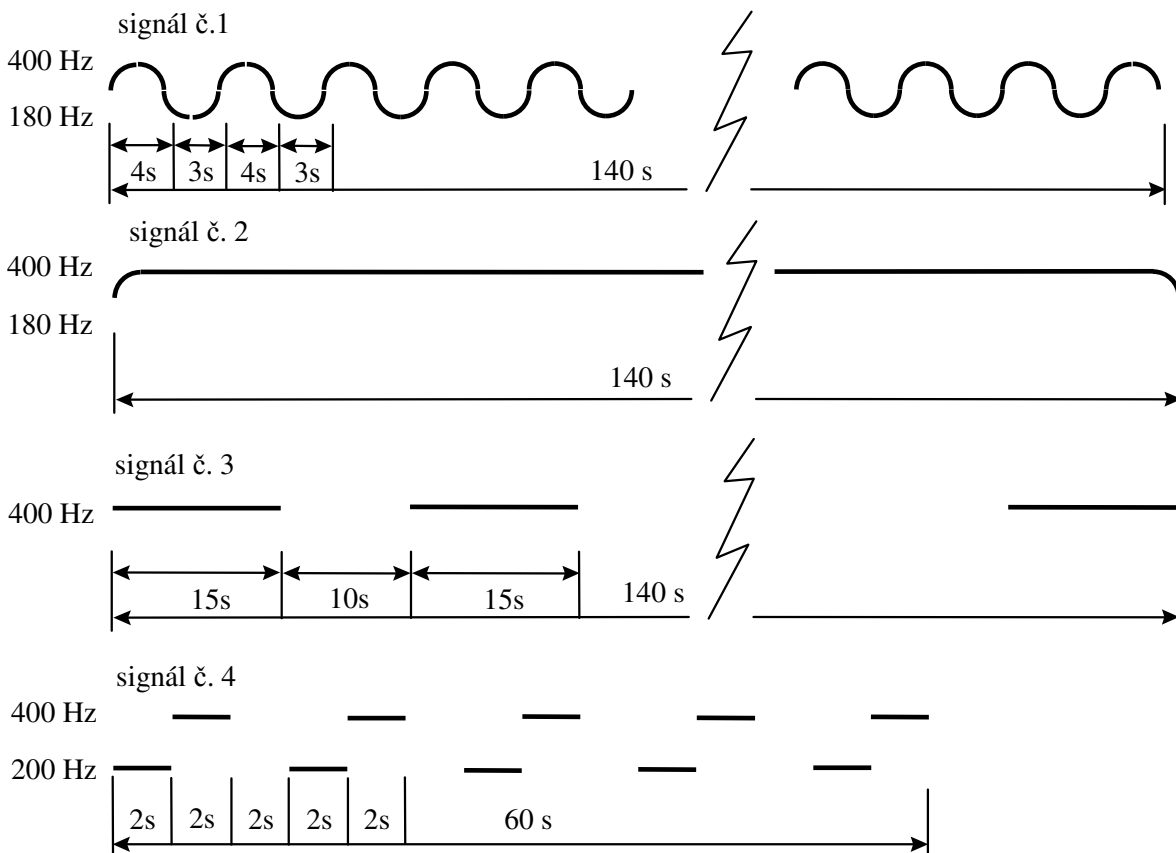 signál č.1
400 Hz
180 Hz
4s 3s 4s 3s 140 s
signál č. 2
400 Hz
180 Hz
140 s
signál č. 3
400 Hz
15s 10s 15s 140 s
signál č. 4
400 Hz
200 Hz
2s 2s 2s 2s 2s 60 s